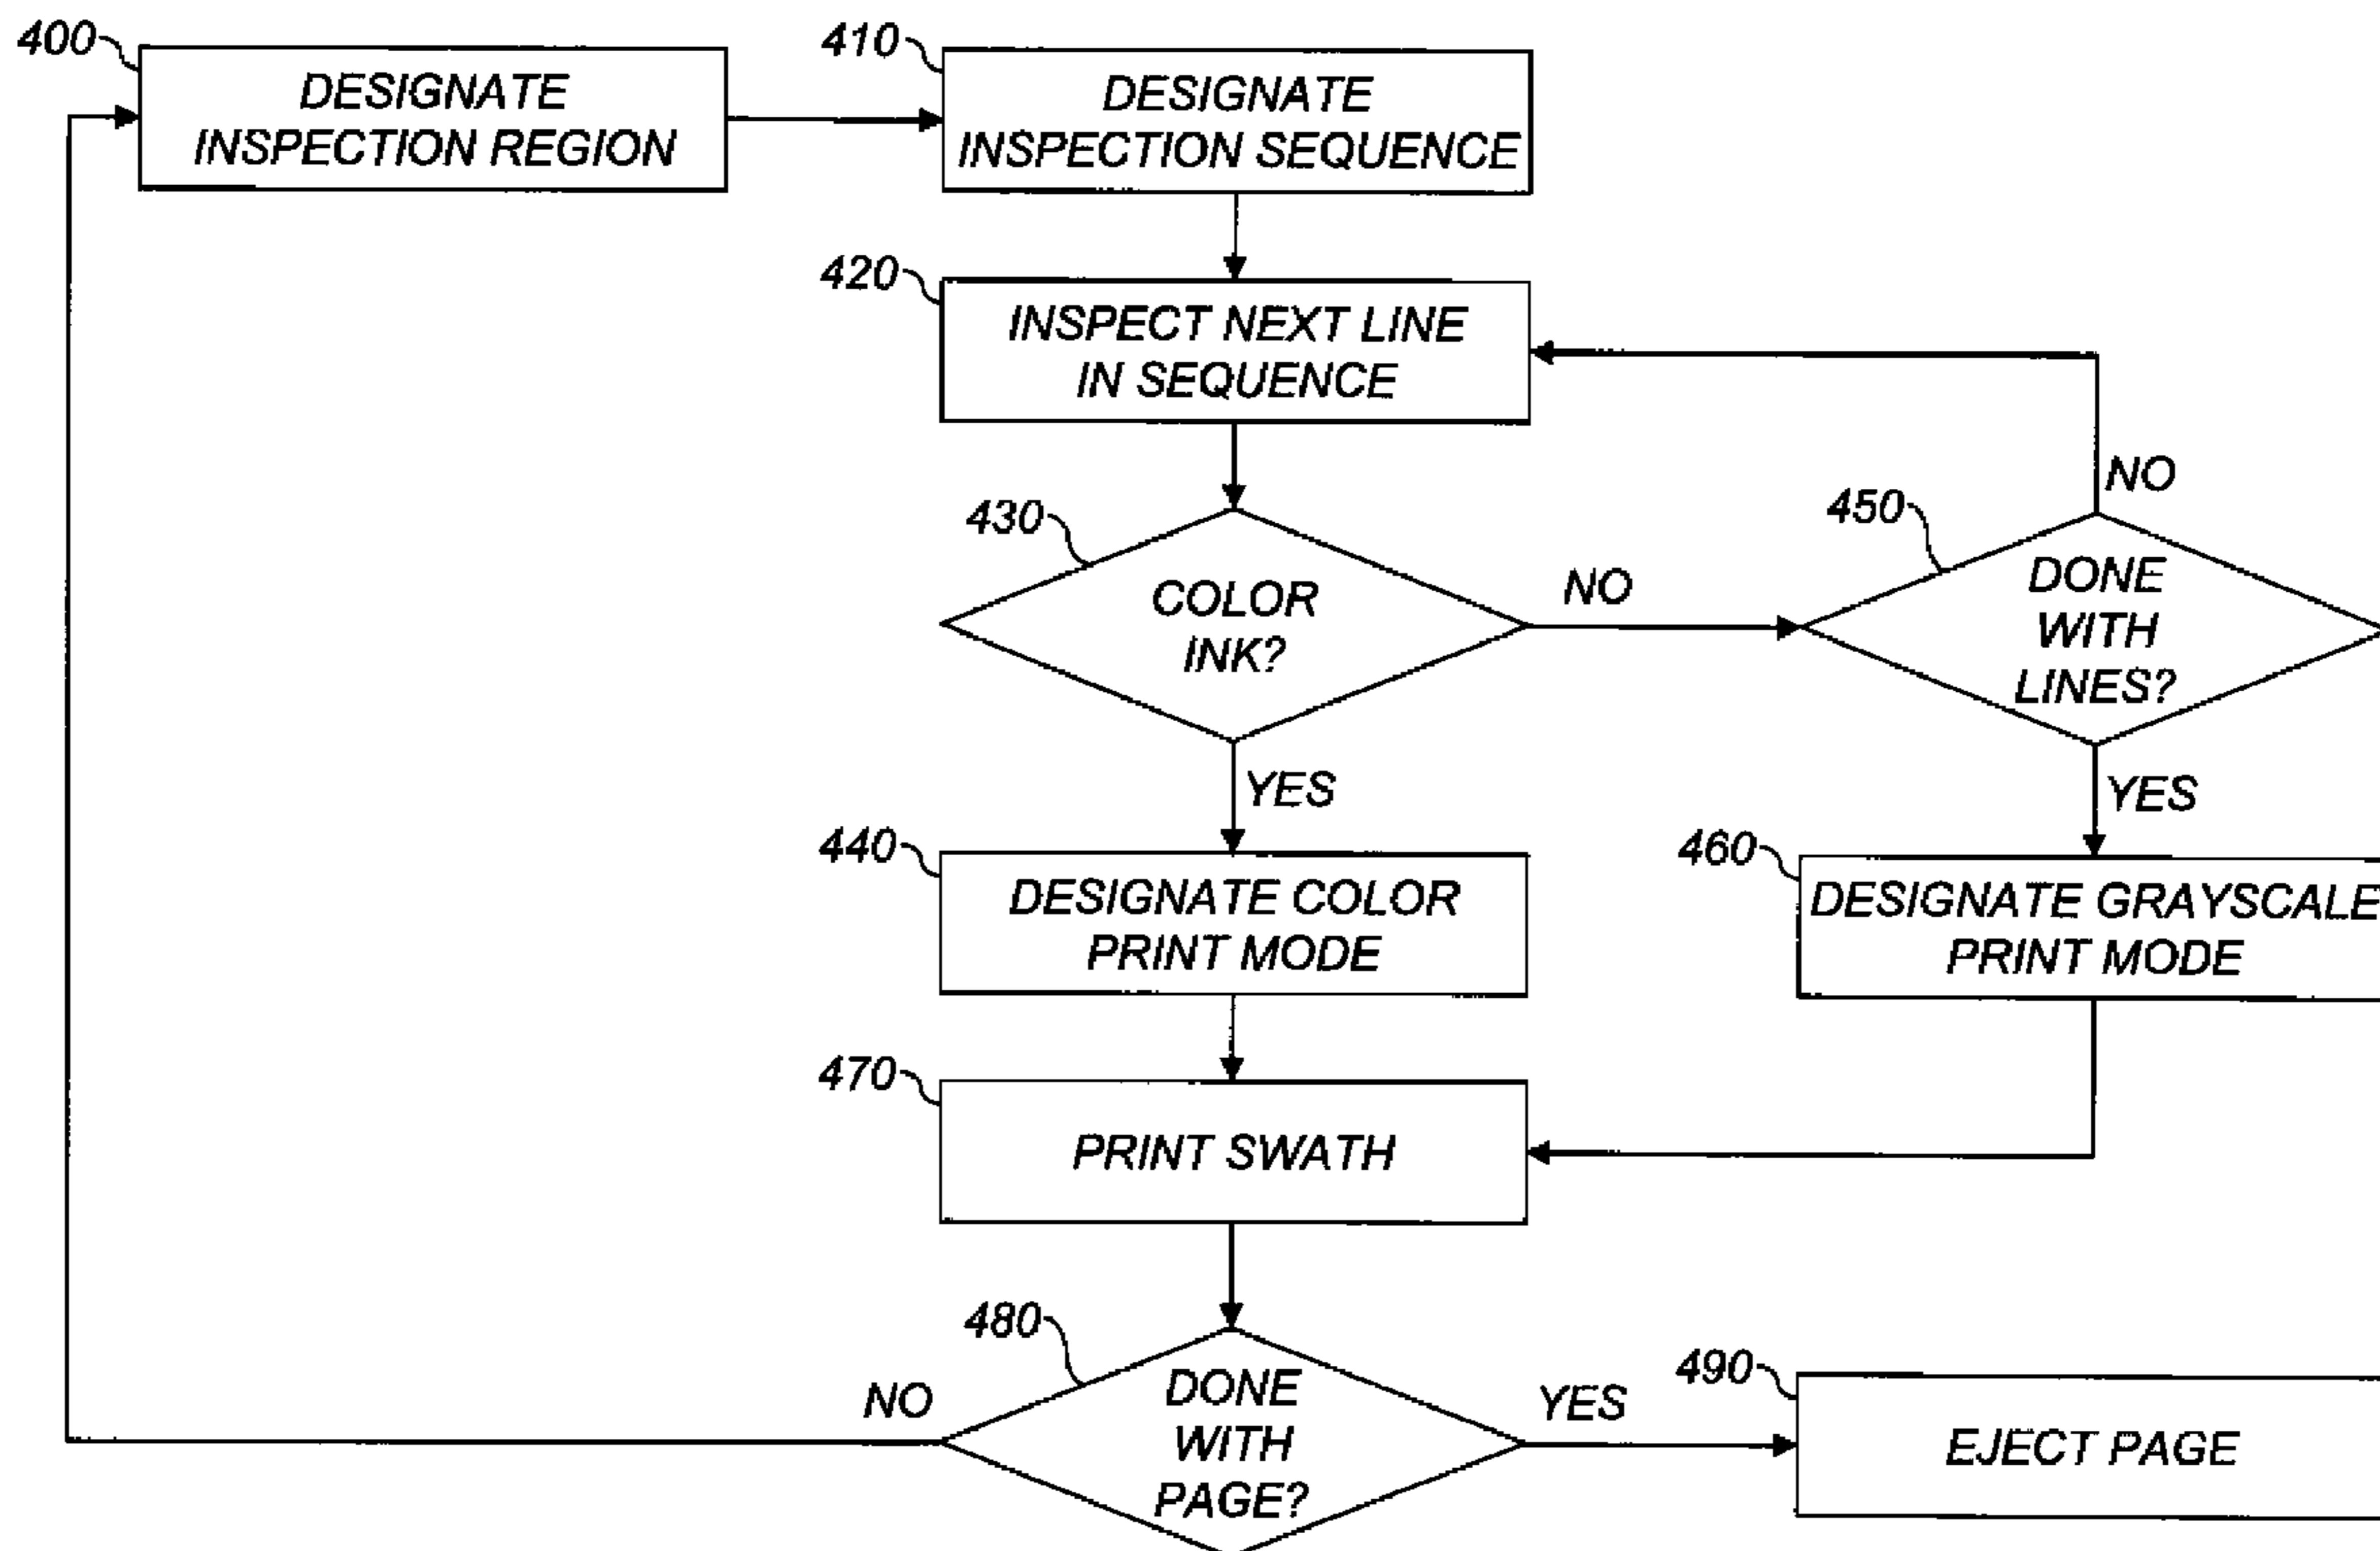 400
DESIGNATE
INSPECTION REGION
410
DESIGNATE
INSPECTION SEQUENCE
420
INSPECT NEXT LINE
IN SEQUENCE
430
COLOR
INK?
NO
450
DONE
WITH
LINES?
NO
YES
YES
440
DESIGNATE COLOR
PRINT MODE
460
DESIGNATE GRAYSCALE
PRINT MODE
470
PRINT SWATH
480
DONE
WITH
PAGE?
NO
YES
490
EJECT PAGE